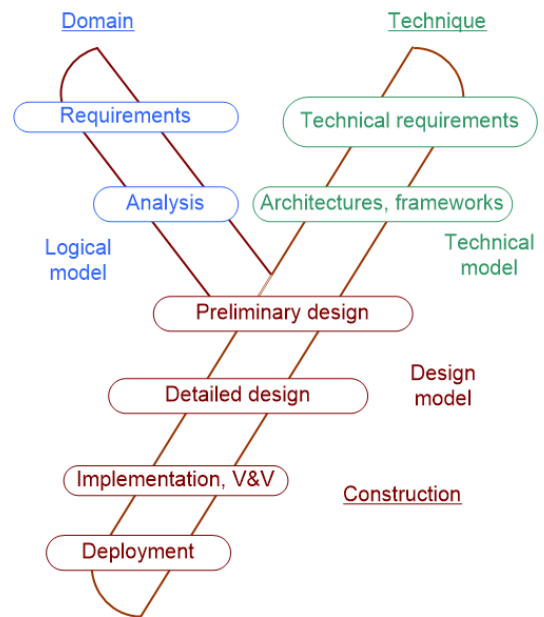 Domain
Technique
Requirements
Technical requirements
Analysis
Architectures, frameworks
Logical
model
Technical
model
Preliminary design
Detailed design
Design
model
Implementation, V&V
Construction
Deployment